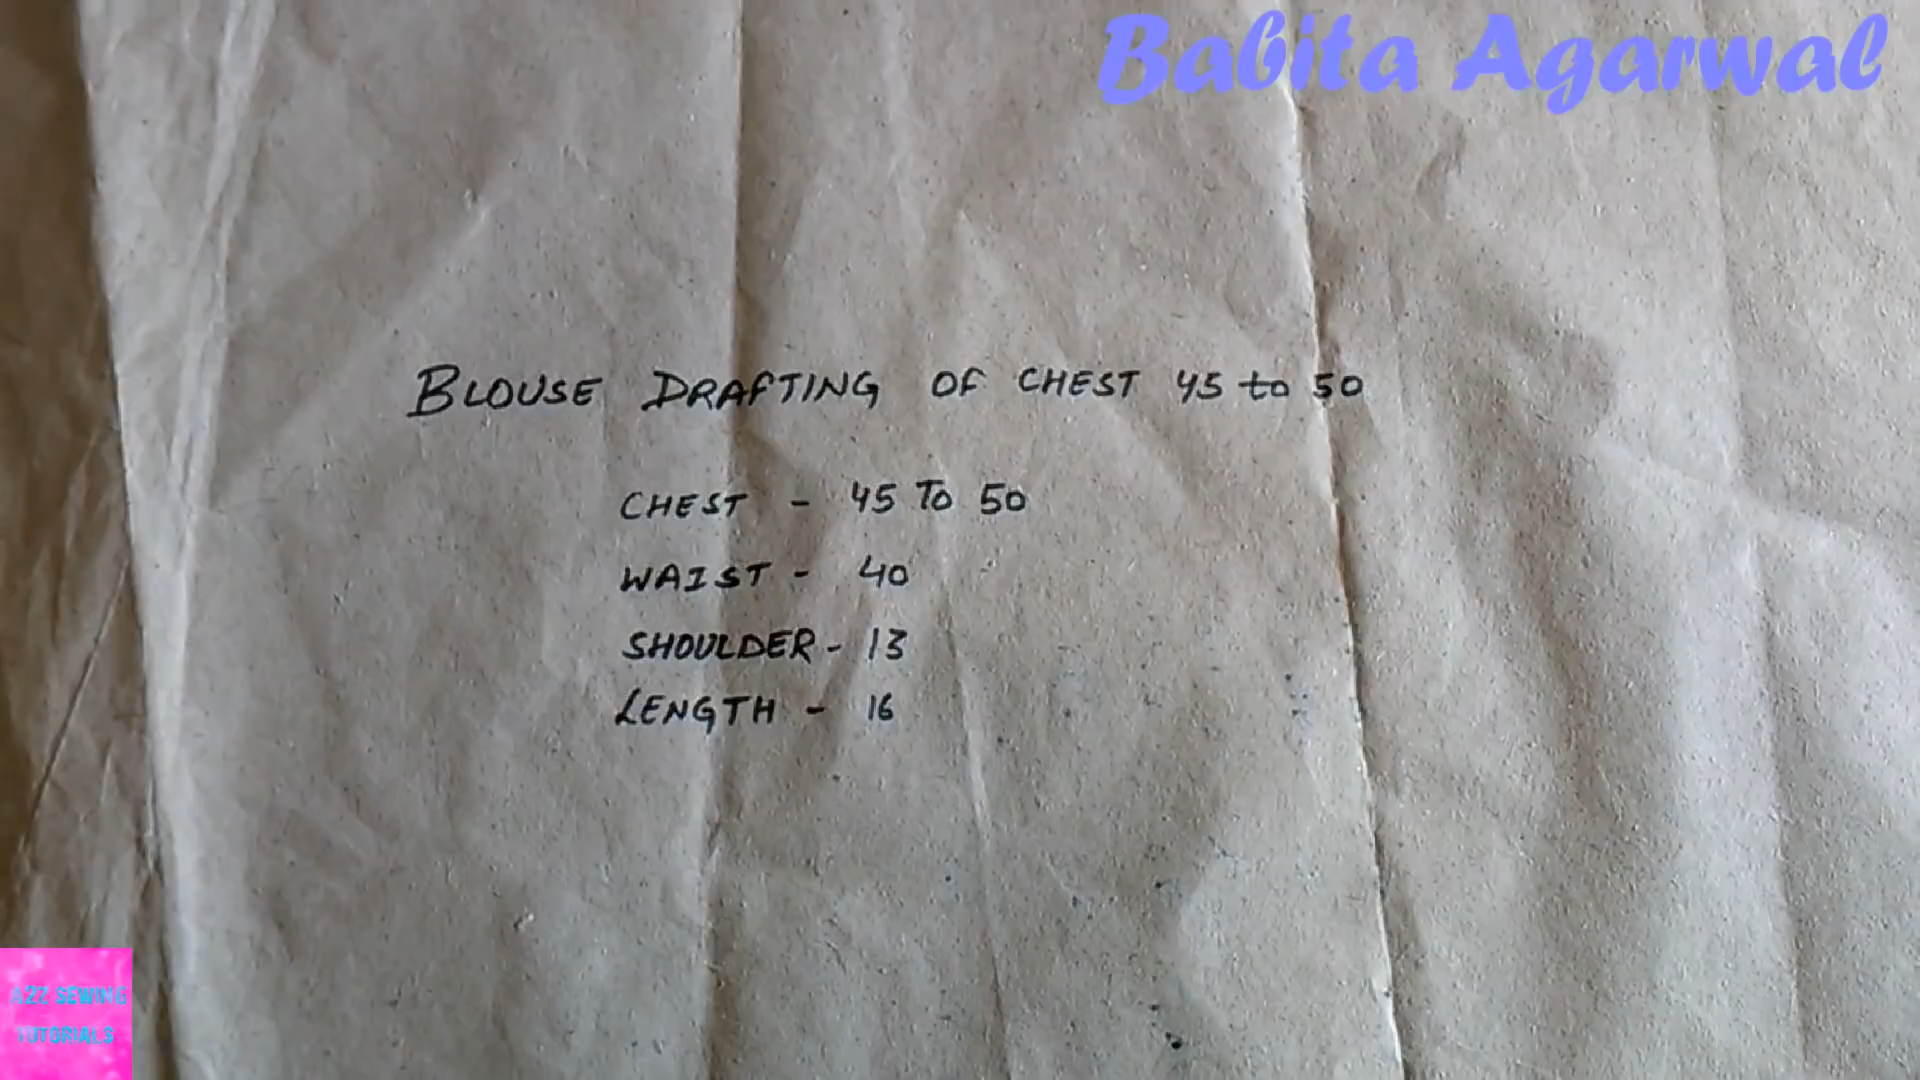 Babita Agarwal
BLOUSE DRAFTING OF CHEST 45 to 50
CHEST - 45 TO 50
WAIST - 40
SHOULDER - 13
LENGTH - 16
A2Z SEWING
TUTORIALS